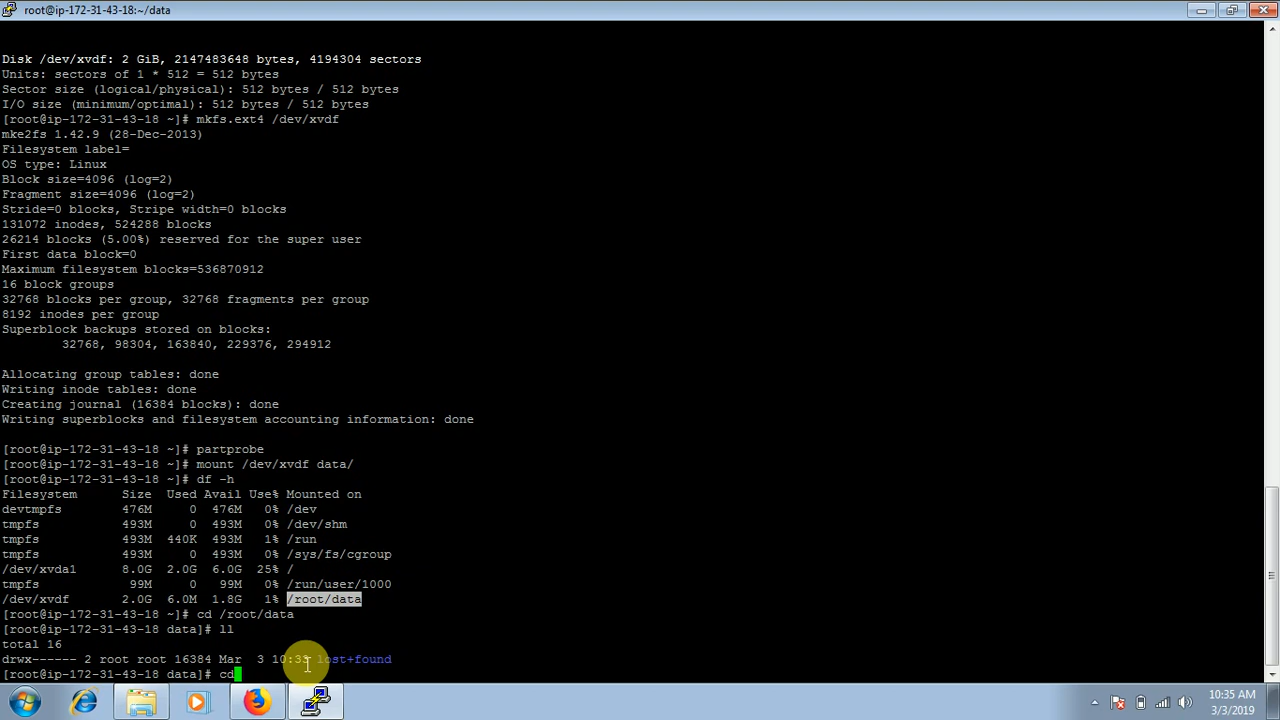 root@ip-172-31-43-18:~/data
Disk /dev/xvdf: 2 GiB, 2147483648 bytes, 4194304 sectors
Units: sectors of 1 * 512 = 512 bytes
Sector size (logical/physical): 512 bytes / 512 bytes
I/O size (minimum/optimal): 512 bytes / 512 bytes
[root@ip-172-31-43-18 ~]# mkfs.ext4 /dev/xvdf
mke2fs 1.42.9 (28-Dec-2013)
Filesystem label=
OS type: Linux
Block size=4096 (log=2)
Fragment size=4096 (log=2)
Stride=0 blocks, Stripe width=0 blocks
131072 inodes, 524288 blocks
26214 blocks (5.00%) reserved for the super user
First data block=0
Maximum filesystem blocks=536870912
16 block groups
32768 blocks per group, 32768 fragments per group
8192 inodes per group
Superblock backups stored on blocks:
32768, 98304, 163840, 229376, 294912
Allocating group tables: done
Writing inode tables: done
Creating journal (16384 blocks): done
Writing superblocks and filesystem accounting information: done
[root@ip-172-31-43-18 ~]# partprobe
[root@ip-172-31-43-18 ~]# mount /dev/xvdf data/
[root@ip-172-31-43-18 ~]# df -h
Filesystem Size Used Avail Use% Mounted on
devtmpfs 476M 0 476M 0% /dev
tmpfs 493M 0 493M 0% /dev/shm
tmpfs 493M 440K 493M 1% /run
tmpfs 493M 0 493M 0% /sys/fs/cgroup
/dev/xvda1 8.0G 2.0G 6.0G 25% /
tmpfs 99M 0 99M 0% /run/user/1000
/dev/xvdf 2.0G 6.0M 1.8G 1% /root/data
[root@ip-172-31-43-18 ~]# cd /root/data
[root@ip-172-31-43-18 data]# ll
total 16
drwx------ 2 root root 16384 Mar 3 10:33 lost+found
[root@ip-172-31-43-18 data]# cd
10:35 AM
3/3/2019